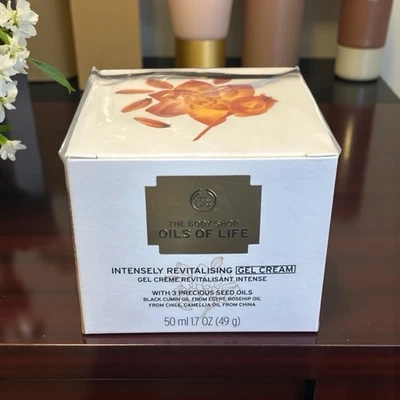 THE BODY SHOP
OILS OF LIFE
INTENSELY REVITALISING GEL CREAM
GEL CRÈME REVITALISANT INTENSE
WITH 3 PRECIOUS SEED OILS
BLACK CUMIN OIL FROM EGYPT, ROSEHIP OIL
FROM CHILE, CAMELLIA OIL FROM CHINA
50 ml 1.7 OZ (49 g)